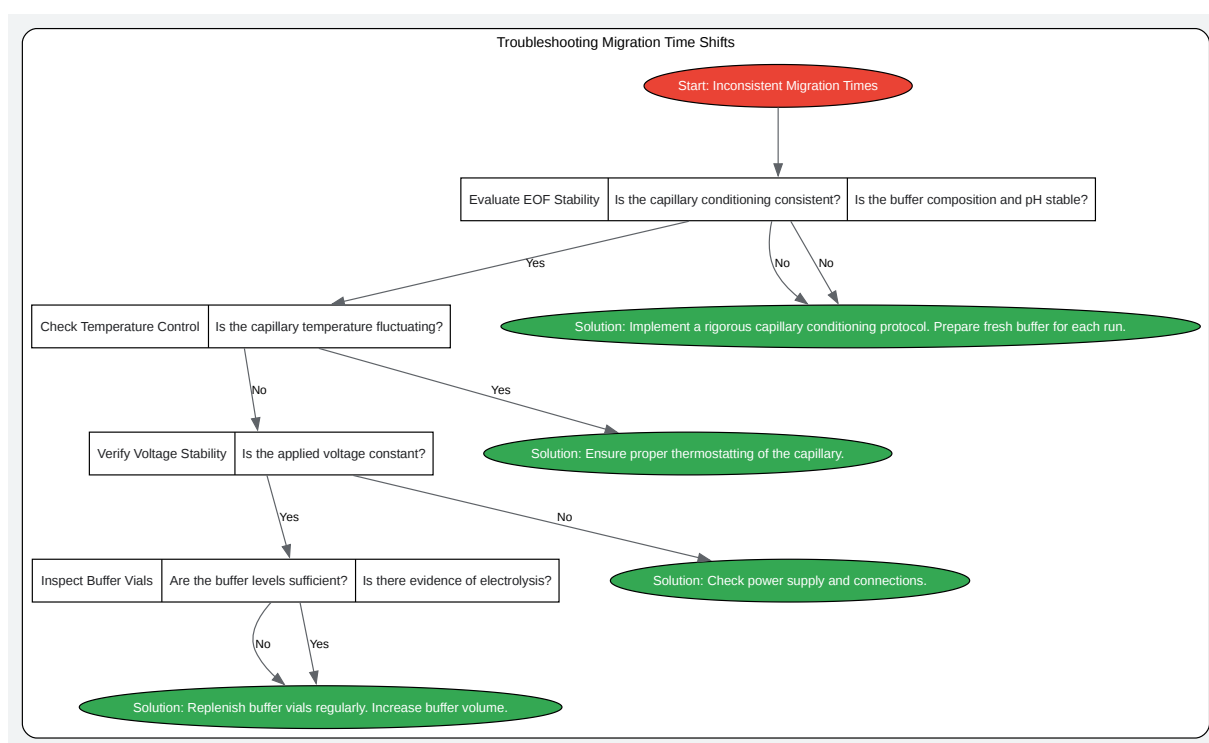 Troubleshooting Migration Time Shifts
Start: Inconsistent Migration Times
Evaluate EOF Stability
Is the capillary conditioning consistent?
Is the buffer composition and pH stable?
Yes
No
No
Check Temperature Control
Is the capillary temperature fluctuating?
Solution: Implement a rigorous capillary conditioning protocol. Prepare fresh buffer for each run.
No
Yes
Verify Voltage Stability
Is the applied voltage constant?
Solution: Ensure proper thermostatting of the capillary.
Yes
No
Inspect Buffer Vials
Are the buffer levels sufficient?
Is there evidence of electrolysis?
Solution: Check power supply and connections.
No
Yes
Solution: Replenish buffer vials regularly. Increase buffer volume.